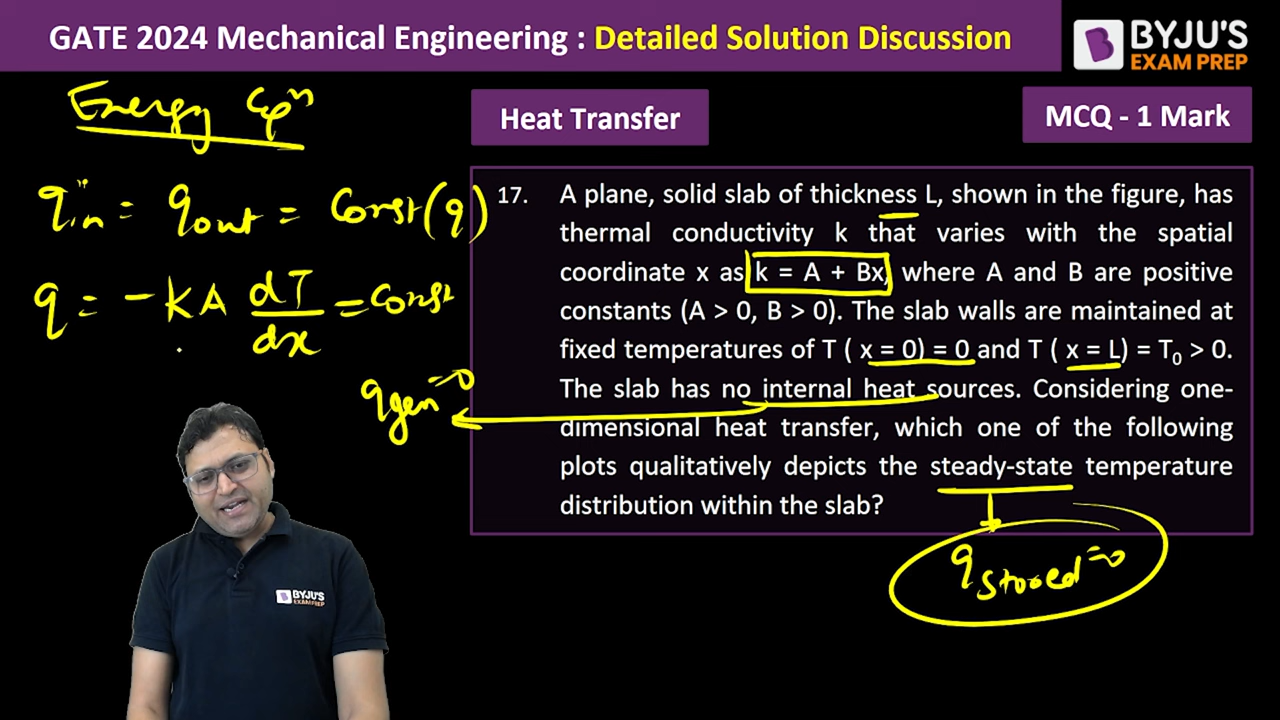 GATE 2024 Mechanical Engineering : Detailed Solution Discussion
BYJU'S
EXAM PREP
Energy Eqⁿ
Heat Transfer
MCQ - 1 Mark
q̇in = qout = Const (q)
q = -KA dT/dx = Const
qgen=0
17. A plane, solid slab of thickness L, shown in the figure, has
thermal conductivity k that varies with the spatial
coordinate x as k = A + Bx, where A and B are positive
constants (A > 0, B > 0). The slab walls are maintained at
fixed temperatures of T ( x = 0) = 0 and T ( x = L) = T₀ > 0.
The slab has no internal heat sources. Considering one-
dimensional heat transfer, which one of the following
plots qualitatively depicts the steady-state temperature
distribution within the slab?
qstored=0
BYJU'S
EXAM PREP